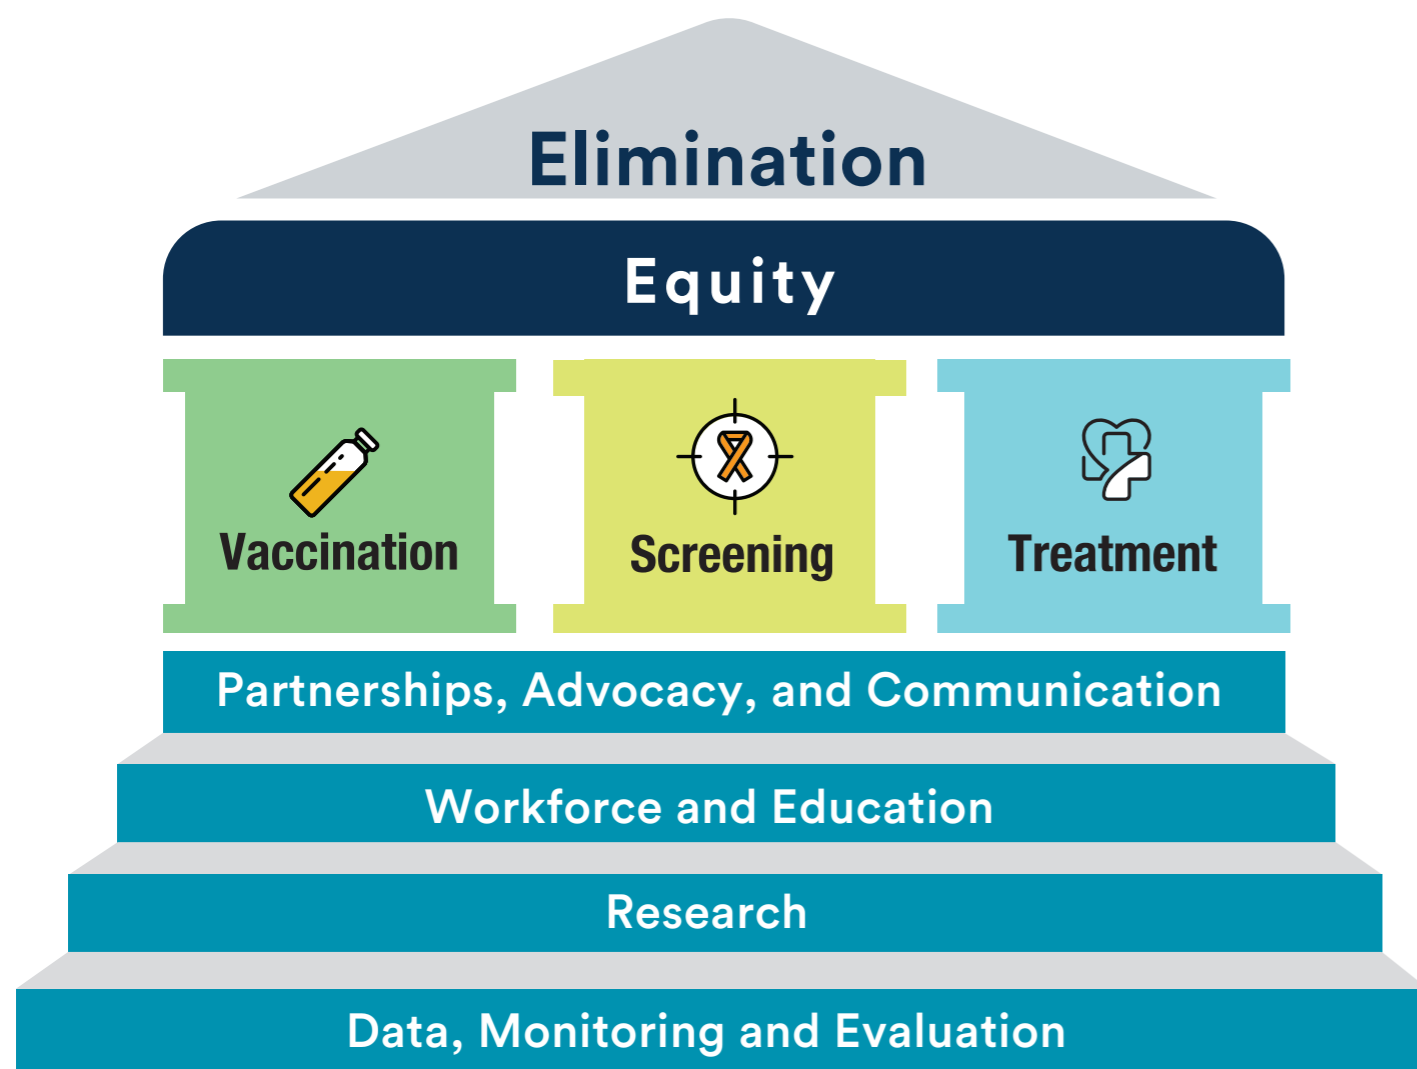 Elimination
Equity
Vaccination
Screening
Treatment
Partnerships, Advocacy, and Communication
Workforce and Education
Research
Data, Monitoring and Evaluation